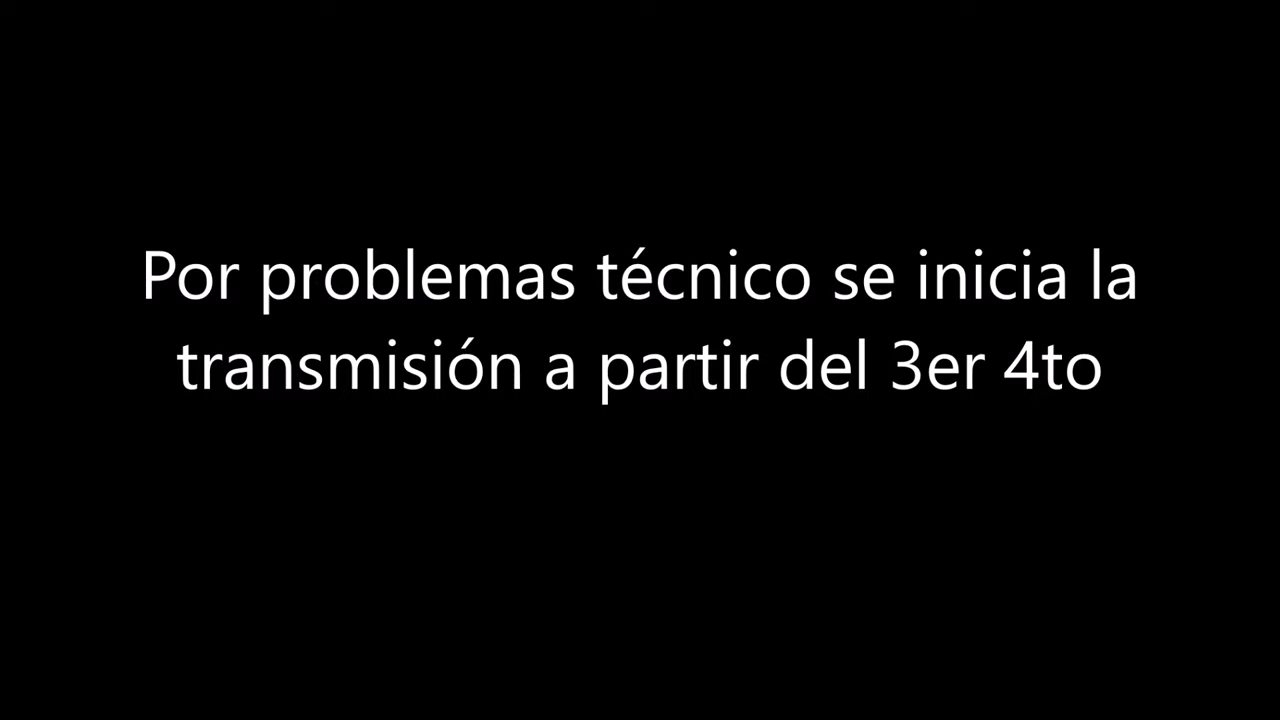 Por problemas técnico se inicia la
transmisión a partir del 3er 4to